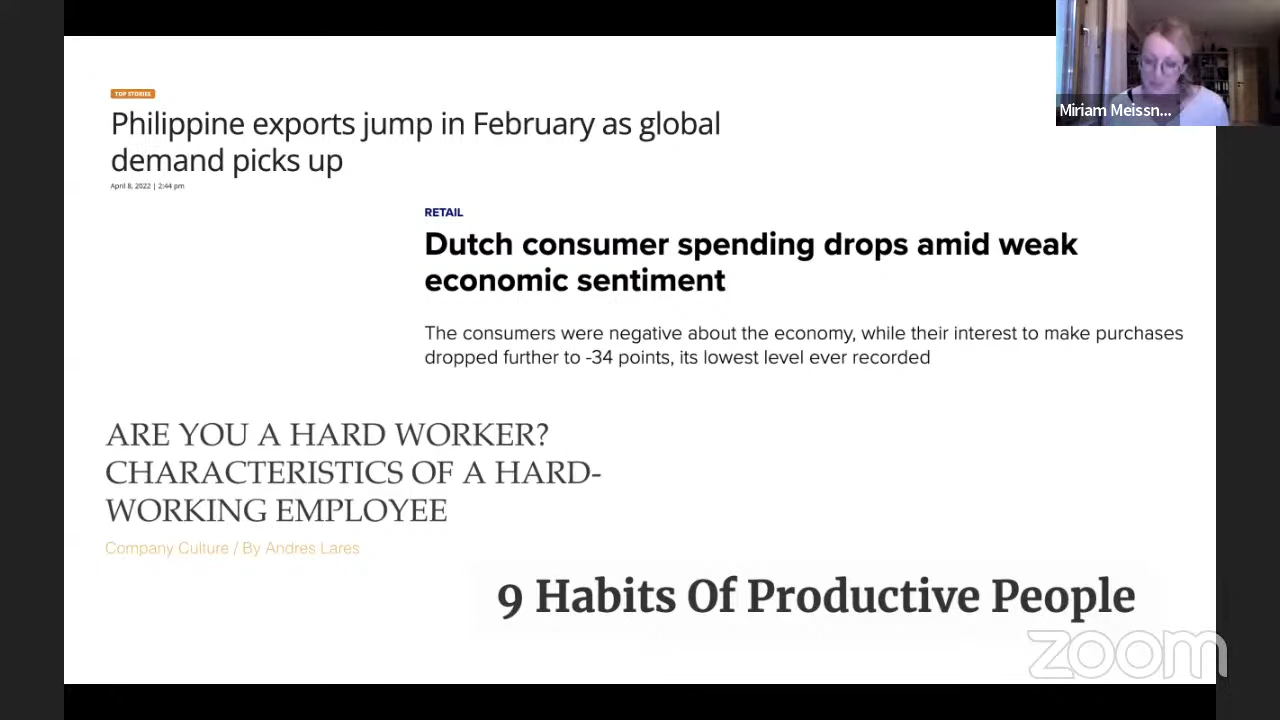 TOP STORIES
Philippine exports jump in February as global
demand picks up
April 8, 2022 | 2:44 pm
Miriam Meissn...
RETAIL
Dutch consumer spending drops amid weak
economic sentiment
The consumers were negative about the economy, while their interest to make purchases
dropped further to -34 points, its lowest level ever recorded
ARE YOU A HARD WORKER?
CHARACTERISTICS OF A HARD-
WORKING EMPLOYEE
Company Culture / By Andres Lares
9 Habits Of Productive People
zoom